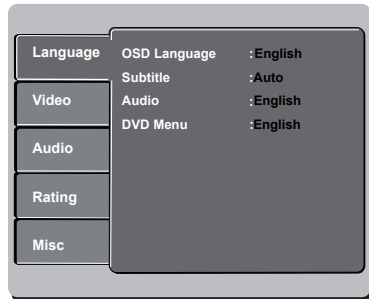 Language
Video
Audio
Rating
Misc
OSD Language :English
Subtitle :Auto
Audio :English
DVD Menu :English